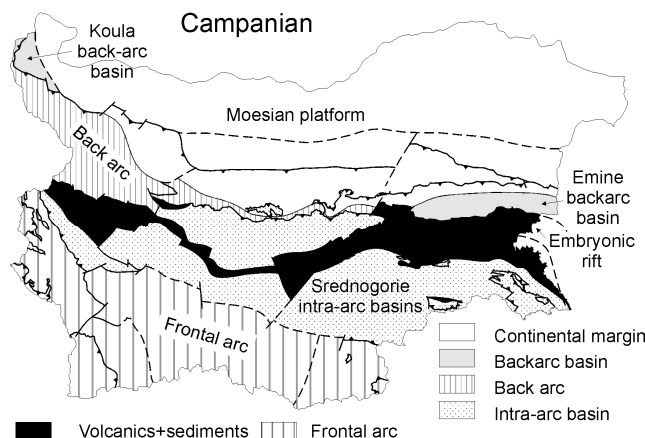 Campanian
Koula
back-arc
basin
Moesian platform
Back arc
Emine
backarc
basin
Embryonic
rift
Srednogorie
intra-arc basins
Frontal arc
Continental margin
Backarc basin
Back arc
Intra-arc basin
Volcanics+sediments
Frontal arc